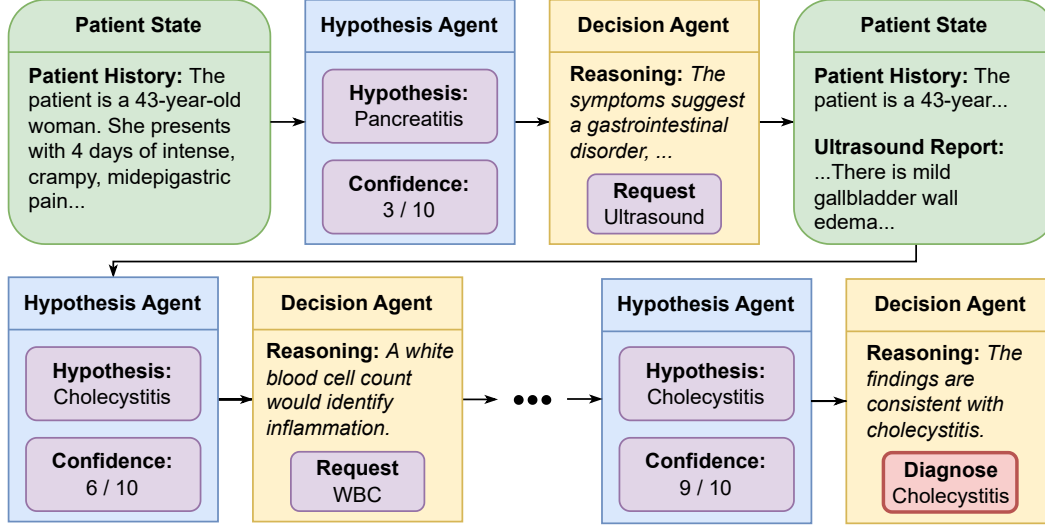 Patient State
Patient History: The
patient is a 43-year-old
woman. She presents
with 4 days of intense,
crampy, midepigastric
pain...
Hypothesis Agent
Hypothesis:
Pancreatitis
Confidence:
3 / 10
Decision Agent
Reasoning: The
symptoms suggest
a gastrointestinal
disorder, ...
Request
Ultrasound
Patient State
Patient History: The
patient is a 43-year...
Ultrasound Report:
...There is mild
gallbladder wall
edema...
Hypothesis Agent
Hypothesis:
Cholecystitis
Confidence:
6 / 10
Decision Agent
Reasoning: A white
blood cell count
would identify
inflammation.
Request
WBC
Hypothesis Agent
Hypothesis:
Cholecystitis
Confidence:
9 / 10
Decision Agent
Reasoning: The
findings are
consistent with
cholecystitis.
Diagnose
Cholecystitis